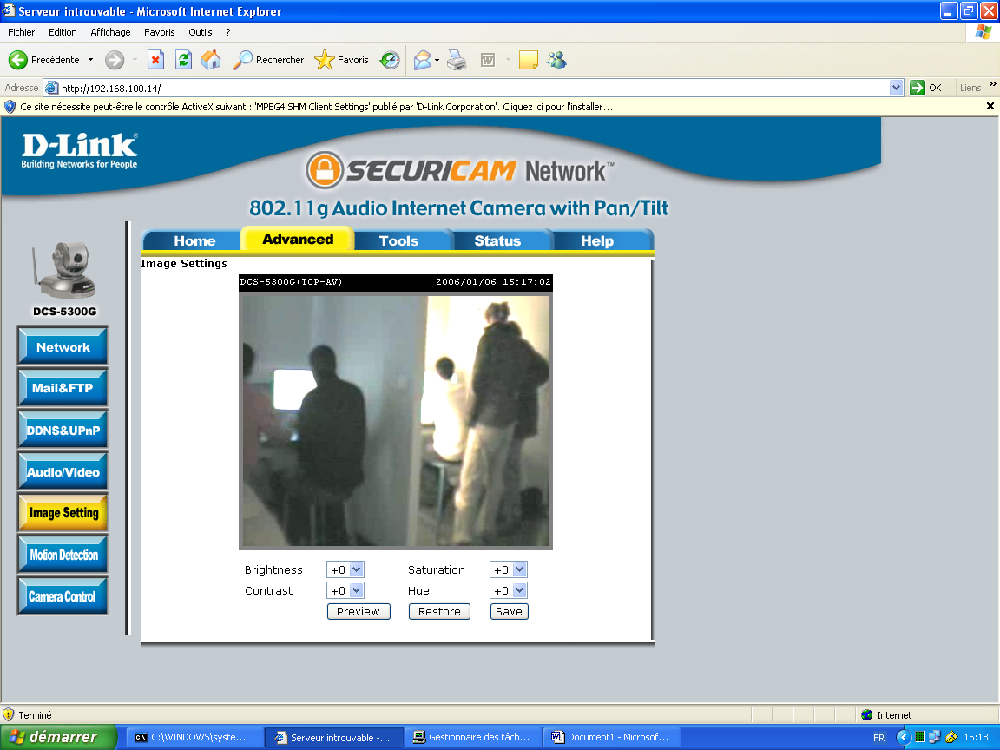 Serveur introuvable - Microsoft Internet Explorer
Fichier Edition Affichage Favoris Outils ?
Précédente Rechercher Favoris
Adresse http://192.168.100.14/ OK Liens »
Ce site nécessite peut-être le contrôle ActiveX suivant : 'MPEG4 SHM Client Settings' publié par 'D-Link Corporation'. Cliquez ici pour l'installer...
D-Link®
Building Networks for People
SECURICAM Network™
802.11g Audio Internet Camera with Pan/Tilt
Home Advanced Tools Status Help
Image Settings
DCS-5300G(TCP-AV) 2006/01/06 15:17:02
DCS-5300G
Network
Mail&FTP
DDNS&UPnP
Audio/Video
Image Setting
Motion Detection
Camera Control
Brightness +0 Saturation +0
Contrast +0 Hue +0
Preview Restore Save
Terminé Internet
démarrer C:\WINDOWS\syste... Serveur introuvable -... Gestionnaire des tâch... Document1 - Microsof... FR 15:18